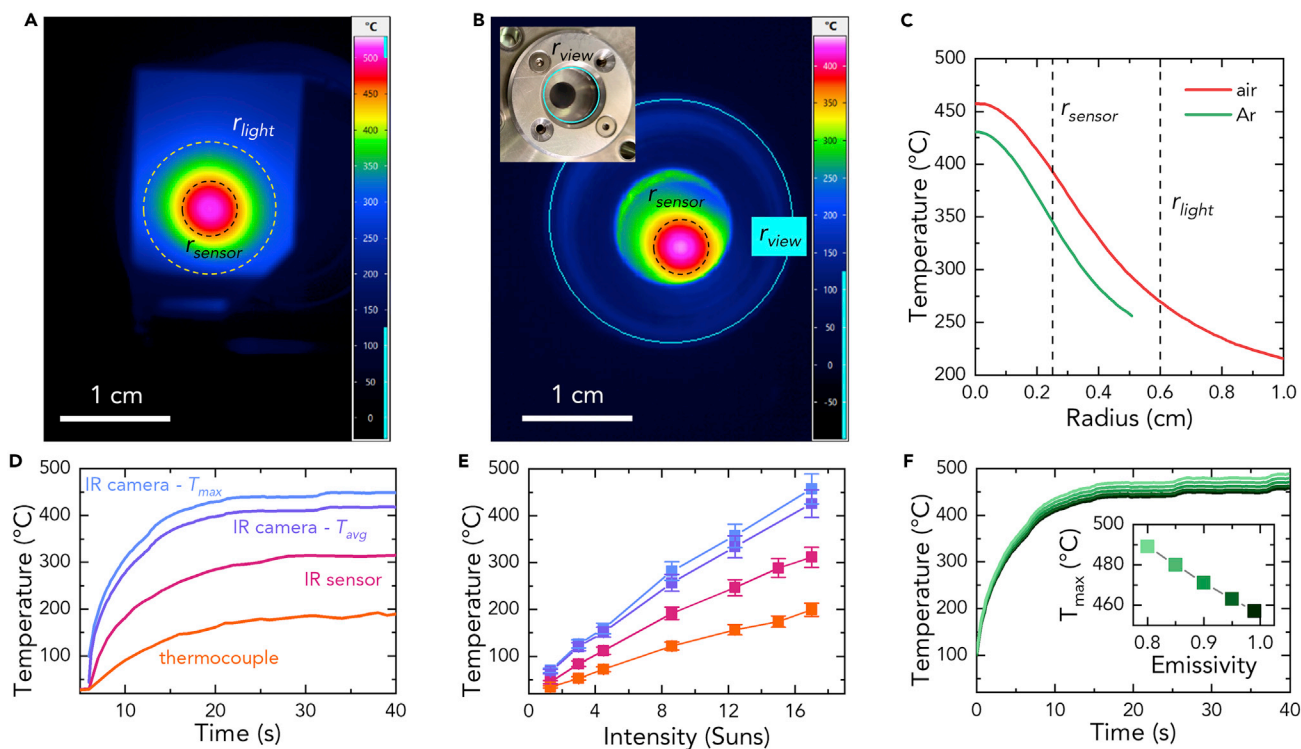 A
°C
500
450
400
350
300
250
200
150
100
50
0
r_light
r_sensor
1 cm
B
°C
400
350
300
250
200
150
100
50
0
-50
r_view
r_sensor
r_view
1 cm
C
Temperature (°C)
500
450
400
350
300
250
200
air
Ar
r_sensor
r_light
0.0 0.2 0.4 0.6 0.8 1.0
Radius (cm)
D
Temperature (°C)
500
400
300
200
100
IR camera - T_max
IR camera - T_avg
IR sensor
thermocouple
10 20 30 40
Time (s)
E
Temperature (°C)
500
400
300
200
100
0 4 8 12 16
Intensity (Suns)
F
Temperature (°C)
500
400
300
200
100
T_max (°C)
500
480
460
0.8 0.9 1.0
Emissivity
0 10 20 30 40
Time (s)